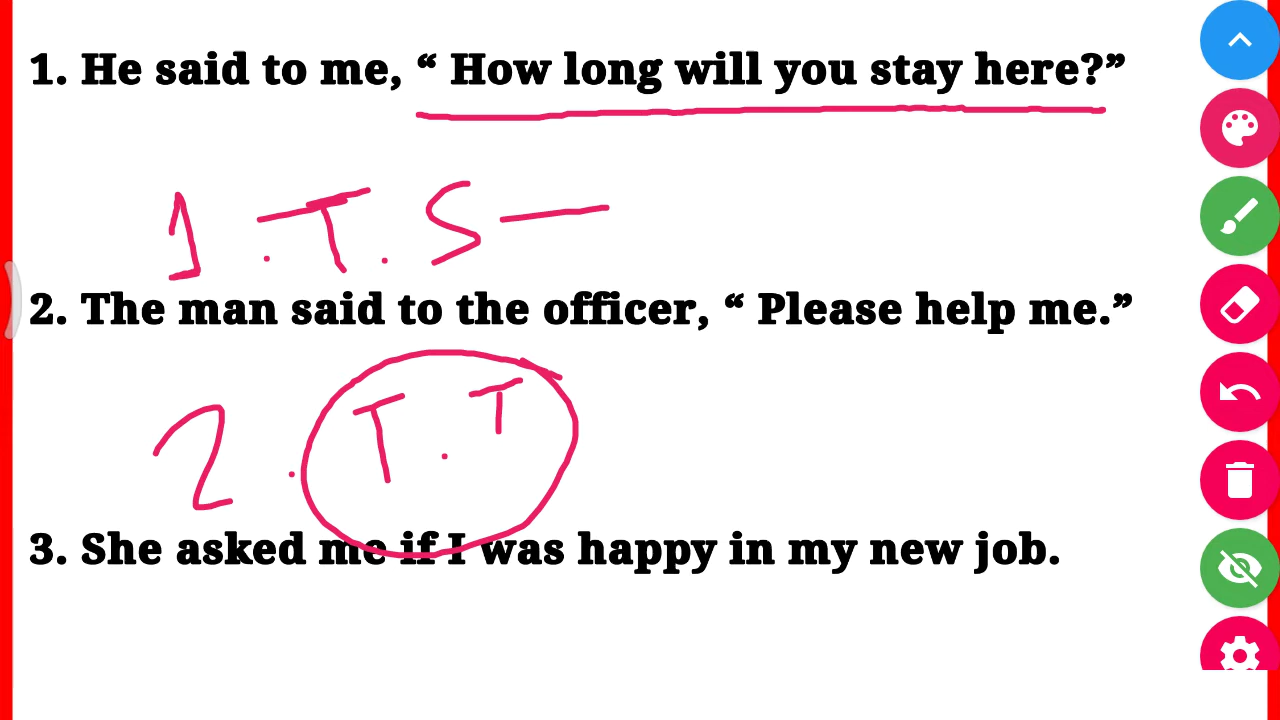 1. He said to me, “ How long will you stay here?”
1 . T. S —
2. The man said to the officer, “ Please help me.”
2 . T . T
3. She asked me if I was happy in my new job.